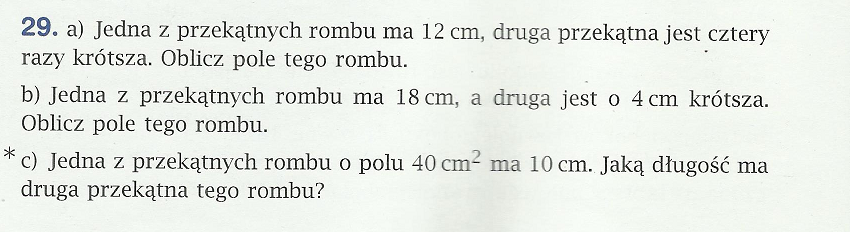 29. a) Jedna z przekątnych rombu ma 12 cm, druga przekątna jest cztery
razy krótsza. Oblicz pole tego rombu.
b) Jedna z przekątnych rombu ma 18 cm, a druga jest o 4 cm krótsza.
Oblicz pole tego rombu.
* c) Jedna z przekątnych rombu o polu 40 cm² ma 10 cm. Jaką długość ma
druga przekątna tego rombu?